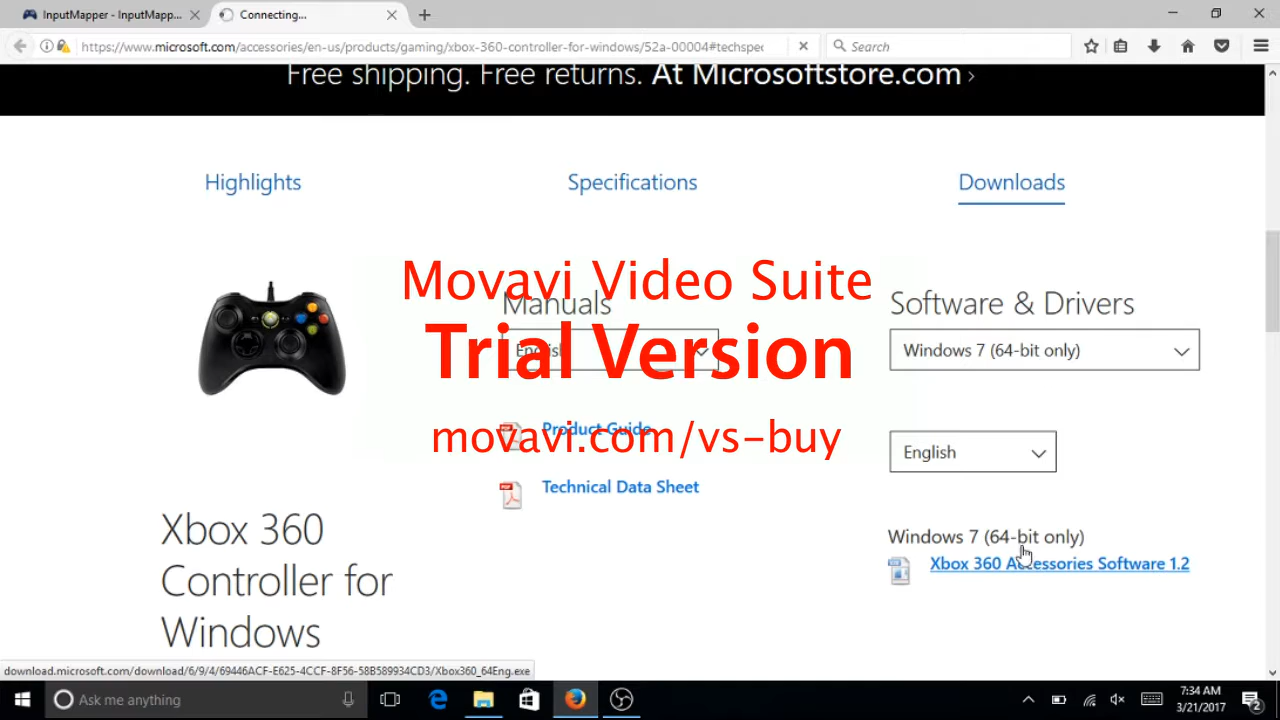 InputMapper - InputMapp...
Connecting...
https://www.microsoft.com/accessories/en-us/products/gaming/xbox-360-controller-for-windows/52a-00004#techspec
Search
Free shipping. Free returns. At Microsoftstore.com ›
Highlights
Specifications
Downloads
Movavi Video Suite
Manuals
Software & Drivers
Trial Version
English
Windows 7 (64-bit only)
Product Guide
movavi.com/vs-buy
English
PDF
Technical Data Sheet
Xbox 360
Controller for
Windows
Windows 7 (64-bit only)
Xbox 360 Accessories Software 1.2
download.microsoft.com/download/6/9/4/69446ACF-E625-4CCF-8F56-58B589934CD3/Xbox360_64Eng.exe
Ask me anything
7:34 AM
3/21/2017
2